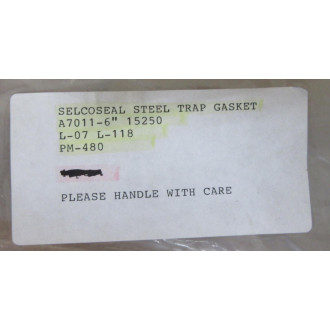 SELCOSEAL STEEL TRAP GASKET
A7011-6" 15250
L-07 L-118
PM-480
PLEASE HANDLE WITH CARE